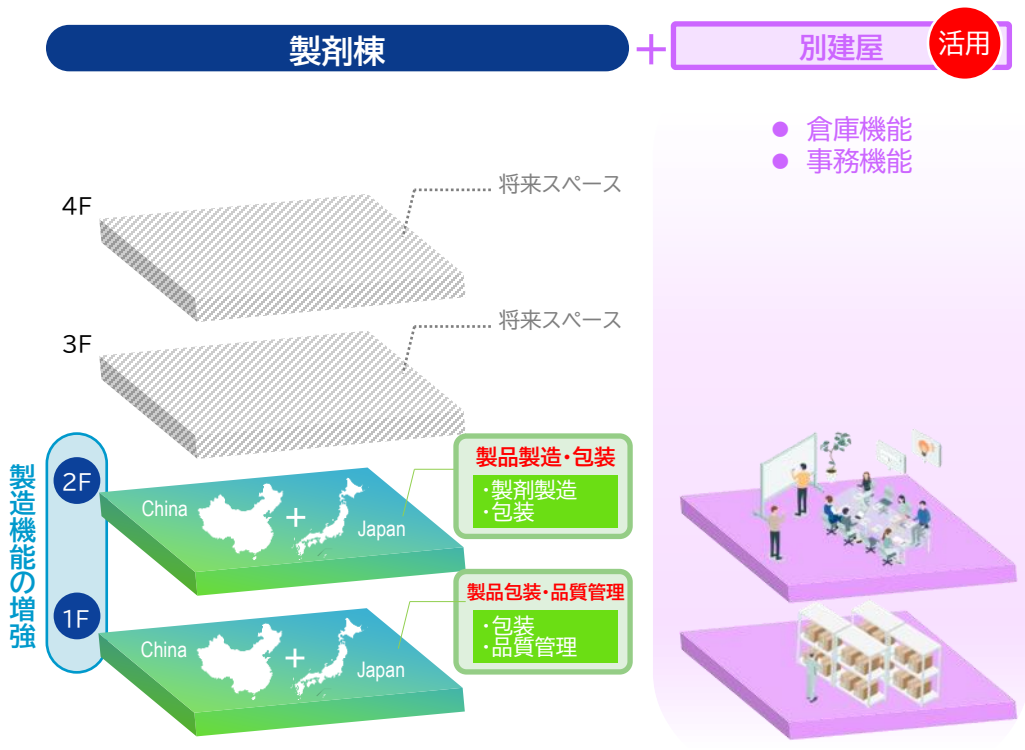 製剤棟
+
別建屋
活用
● 倉庫機能
● 事務機能
4F
将来スペース
3F
将来スペース
製造機能の増強
2F
China
+
Japan
製品製造・包装
・製剤製造
・包装
1F
China
+
Japan
製品包装・品質管理
・包装
・品質管理